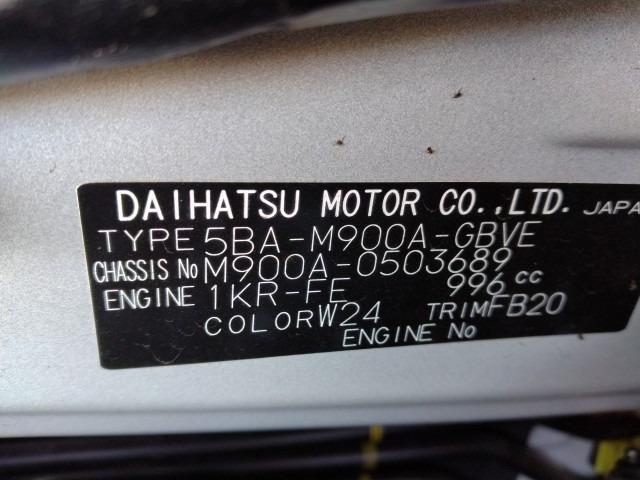 DAIHATSU MOTOR CO.,LTD. JAPA
TYPE 5BA-M900A-GBVE
CHASSIS No M900A-0503689
ENGINE 1KR-FE 996 cc
COLOR W24 TRIM FB20
ENGINE No